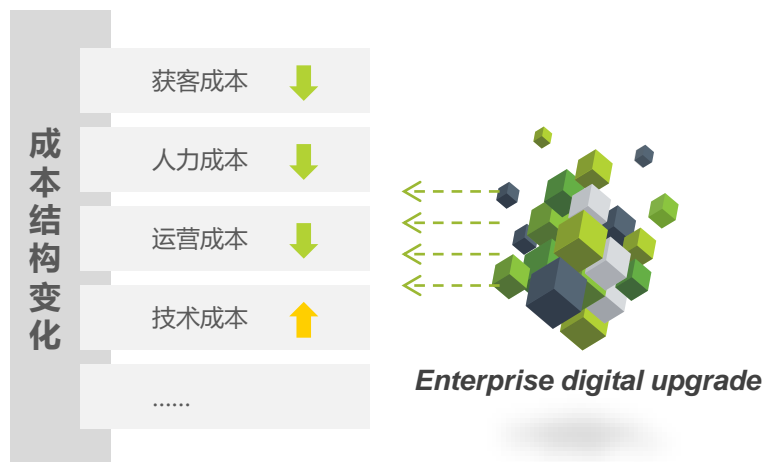 成本结构变化
获客成本
人力成本
运营成本
技术成本
......
Enterprise digital upgrade